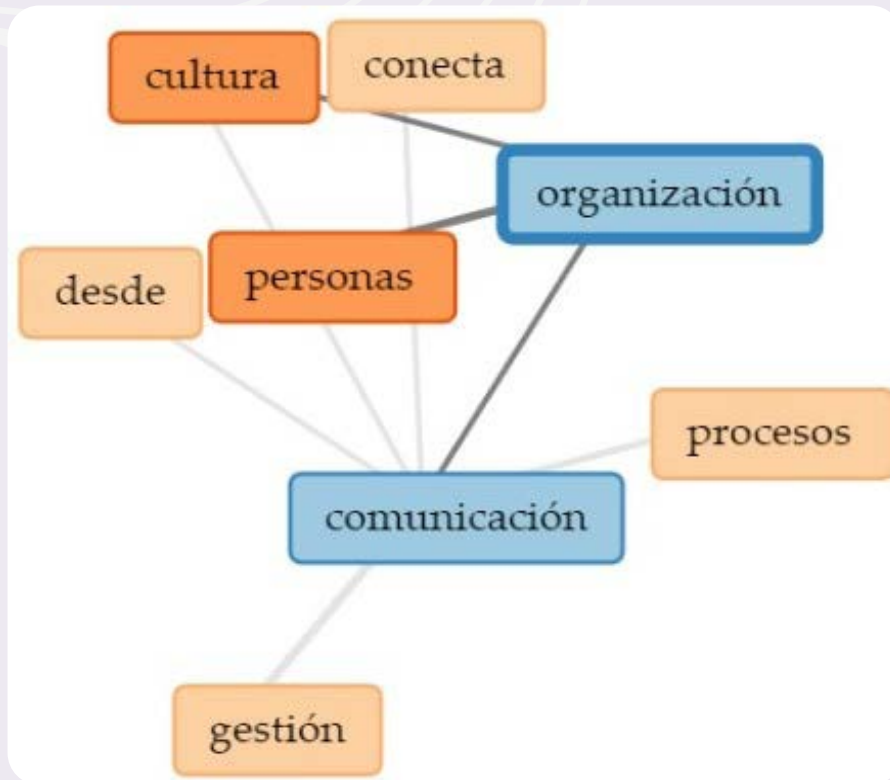 cultura
conecta
organización
personas
desde
procesos
comunicación
gestión